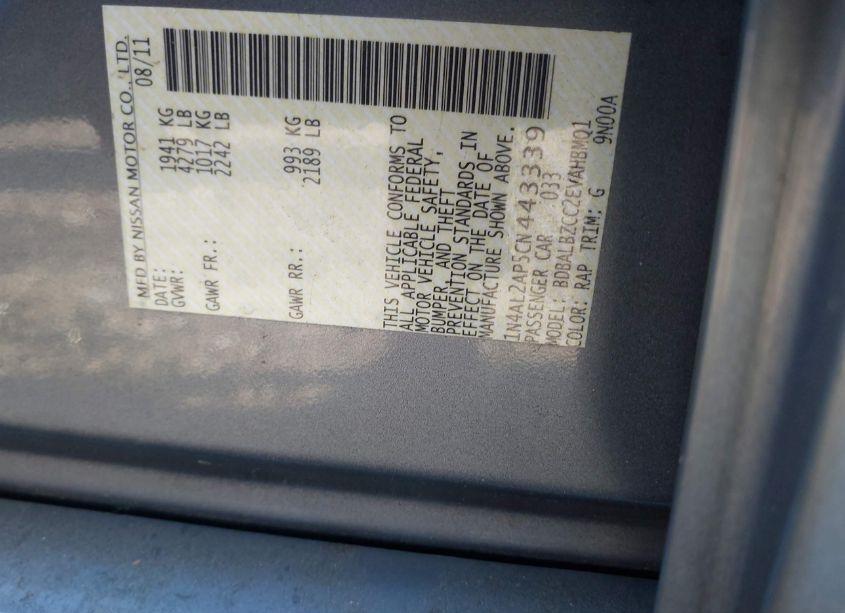 MFD BY NISSAN MOTOR CO., LTD.
DATE: 08/11
GVWR: 1941 KG
4279 LB
GAWR FR.: 1017 KG
2242 LB
GAWR RR.: 993 KG
2189 LB
THIS VEHICLE CONFORMS TO
ALL APPLICABLE FEDERAL
MOTOR VEHICLE SAFETY,
BUMPER, AND THEFT
PREVENTION STANDARDS IN
EFFECT ON THE DATE OF
MANUFACTURE SHOWN ABOVE.
1N4AL2AP5CN443339
PASSENGER CAR 033
MODEL: BDBALBZCC2EVAHBMQ1
COLOR: RAP TRIM: G 9N00A